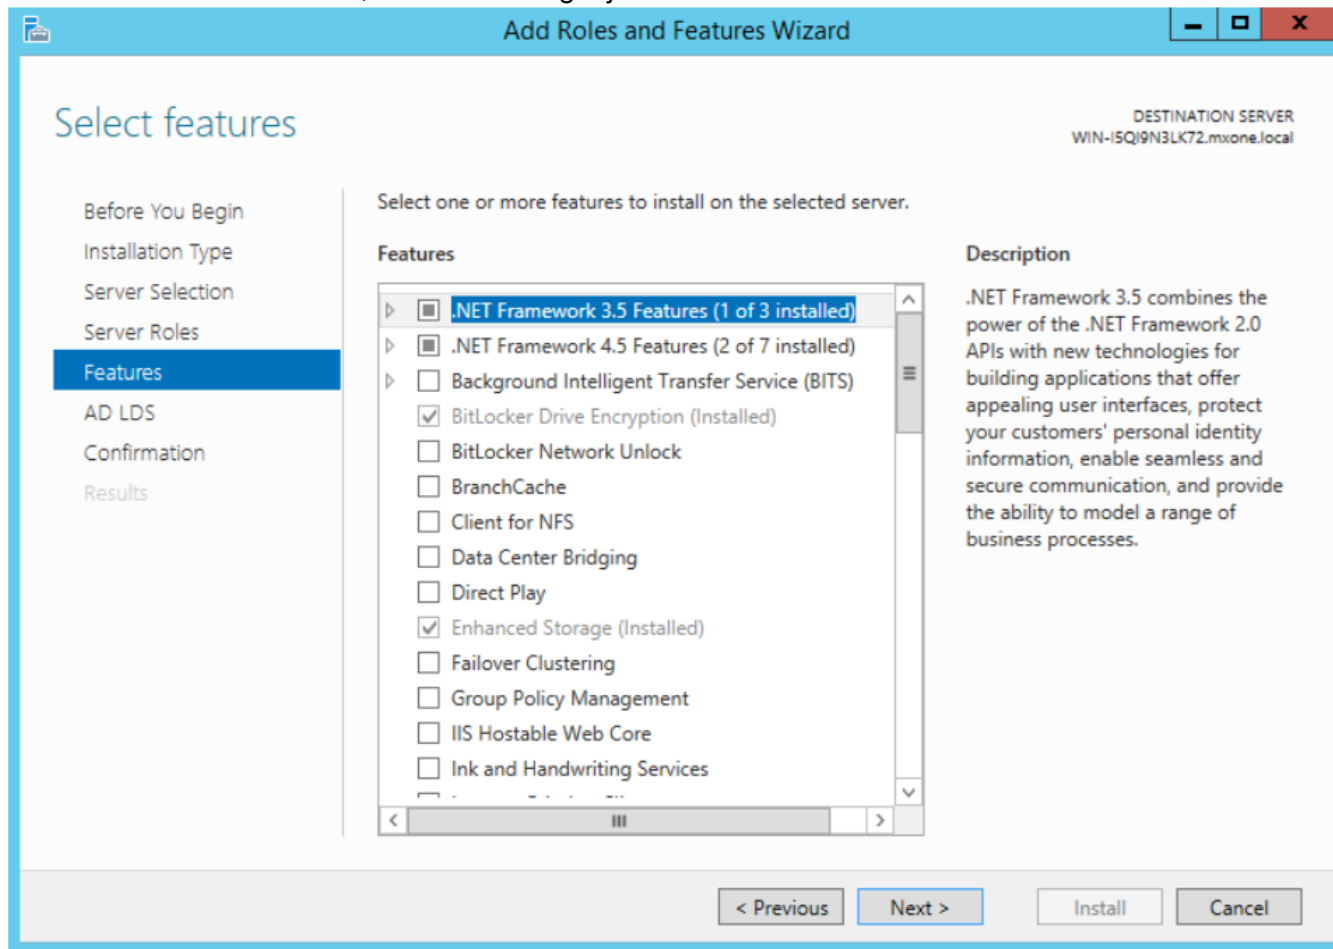 Add Roles and Features Wizard
Select features
DESTINATION SERVER
WIN-I5QI9N3LK72.mxone.local
Before You Begin
Installation Type
Server Selection
Server Roles
Features
AD LDS
Confirmation
Results
Select one or more features to install on the selected server.
Features
.NET Framework 3.5 Features (1 of 3 installed)
.NET Framework 4.5 Features (2 of 7 installed)
Background Intelligent Transfer Service (BITS)
BitLocker Drive Encryption (Installed)
BitLocker Network Unlock
BranchCache
Client for NFS
Data Center Bridging
Direct Play
Enhanced Storage (Installed)
Failover Clustering
Group Policy Management
IIS Hostable Web Core
Ink and Handwriting Services
Description
.NET Framework 3.5 combines the
power of the .NET Framework 2.0
APIs with new technologies for
building applications that offer
appealing user interfaces, protect
your customers' personal identity
information, enable seamless and
secure communication, and provide
the ability to model a range of
business processes.
< Previous
Next >
Install
Cancel